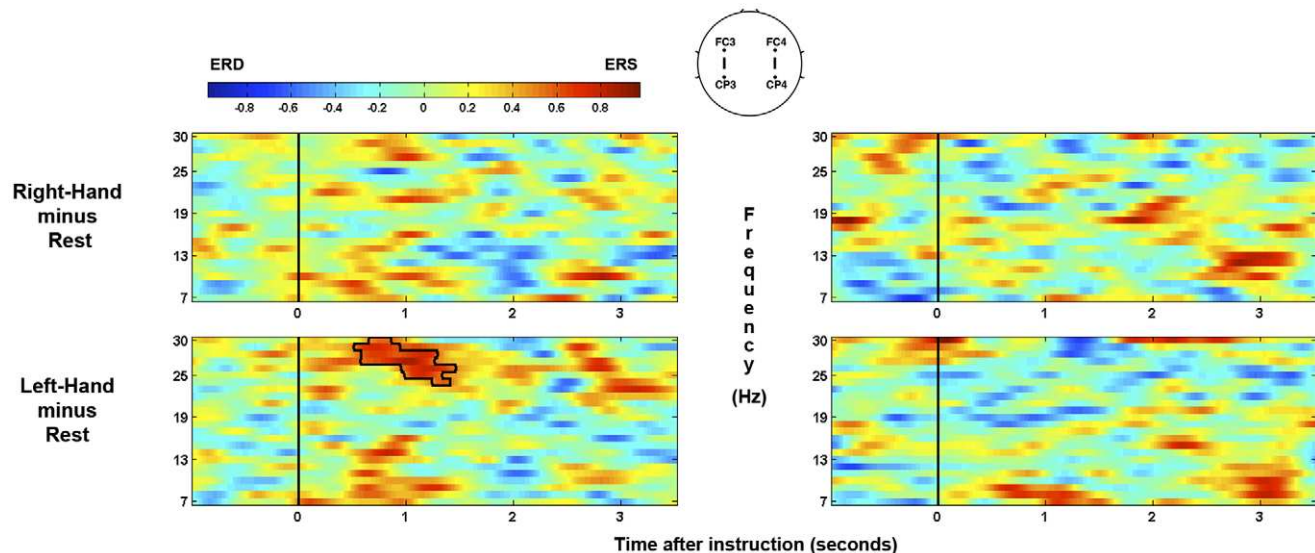 FC3 FC4
CP3 CP4
ERD ERS
-0.8 -0.6 -0.4 -0.2 0 0.2 0.4 0.6 0.8
Right-Hand
minus
Rest
30
25
19
13
7
0 1 2 3
30
25
19
13
7
0 1 2 3
Frequency
(Hz)
Left-Hand
minus
Rest
30
25
19
13
7
0 1 2 3
30
25
19
13
7
0 1 2 3
Time after instruction (seconds)